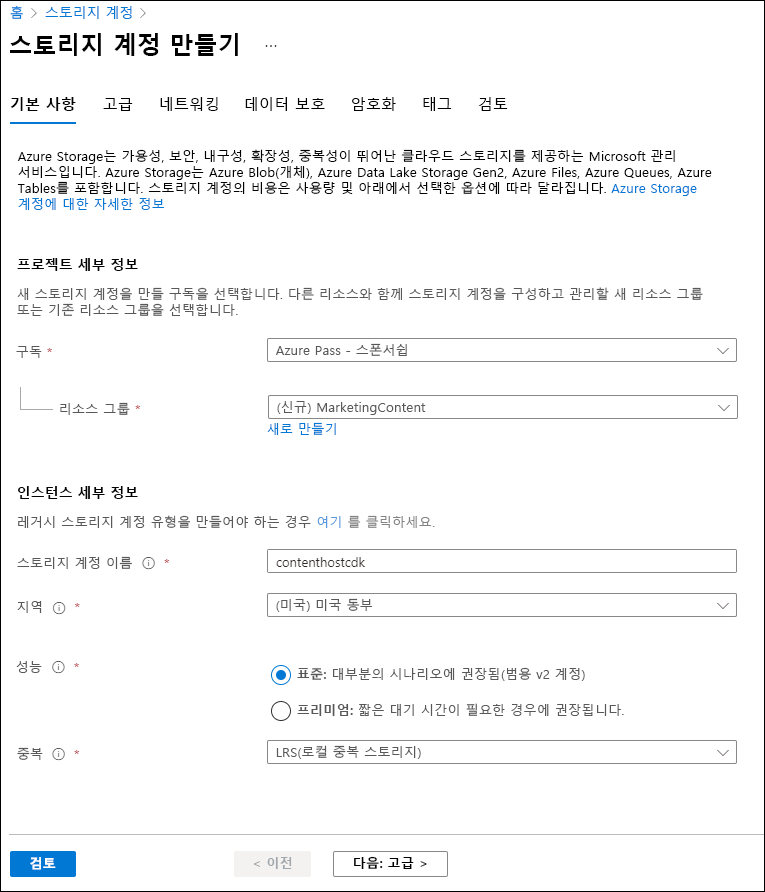 홈 > 스토리지 계정 >
스토리지 계정 만들기 ...
기본 사항 고급 네트워킹 데이터 보호 암호화 태그 검토
Azure Storage는 가용성, 보안, 내구성, 확장성, 중복성이 뛰어난 클라우드 스토리지를 제공하는 Microsoft 관리
서비스입니다. Azure Storage는 Azure Blob(개체), Azure Data Lake Storage Gen2, Azure Files, Azure Queues, Azure
Tables를 포함합니다. 스토리지 계정의 비용은 사용량 및 아래에서 선택한 옵션에 따라 달라집니다. Azure Storage
계정에 대한 자세한 정보
프로젝트 세부 정보
새 스토리지 계정을 만들 구독을 선택합니다. 다른 리소스와 함께 스토리지 계정을 구성하고 관리할 새 리소스 그룹
또는 기존 리소스 그룹을 선택합니다.
구독 * Azure Pass - 스폰서쉽
리소스 그룹 * (신규) MarketingContent
새로 만들기
인스턴스 세부 정보
레거시 스토리지 계정 유형을 만들어야 하는 경우 여기 를 클릭하세요.
스토리지 계정 이름 * contenthostcdk
지역 * (미국) 미국 동부
성능 * 표준: 대부분의 시나리오에 권장됨(범용 v2 계정)
프리미엄: 짧은 대기 시간이 필요한 경우에 권장됩니다.
중복 * LRS(로컬 중복 스토리지)
검토 < 이전 다음: 고급 >